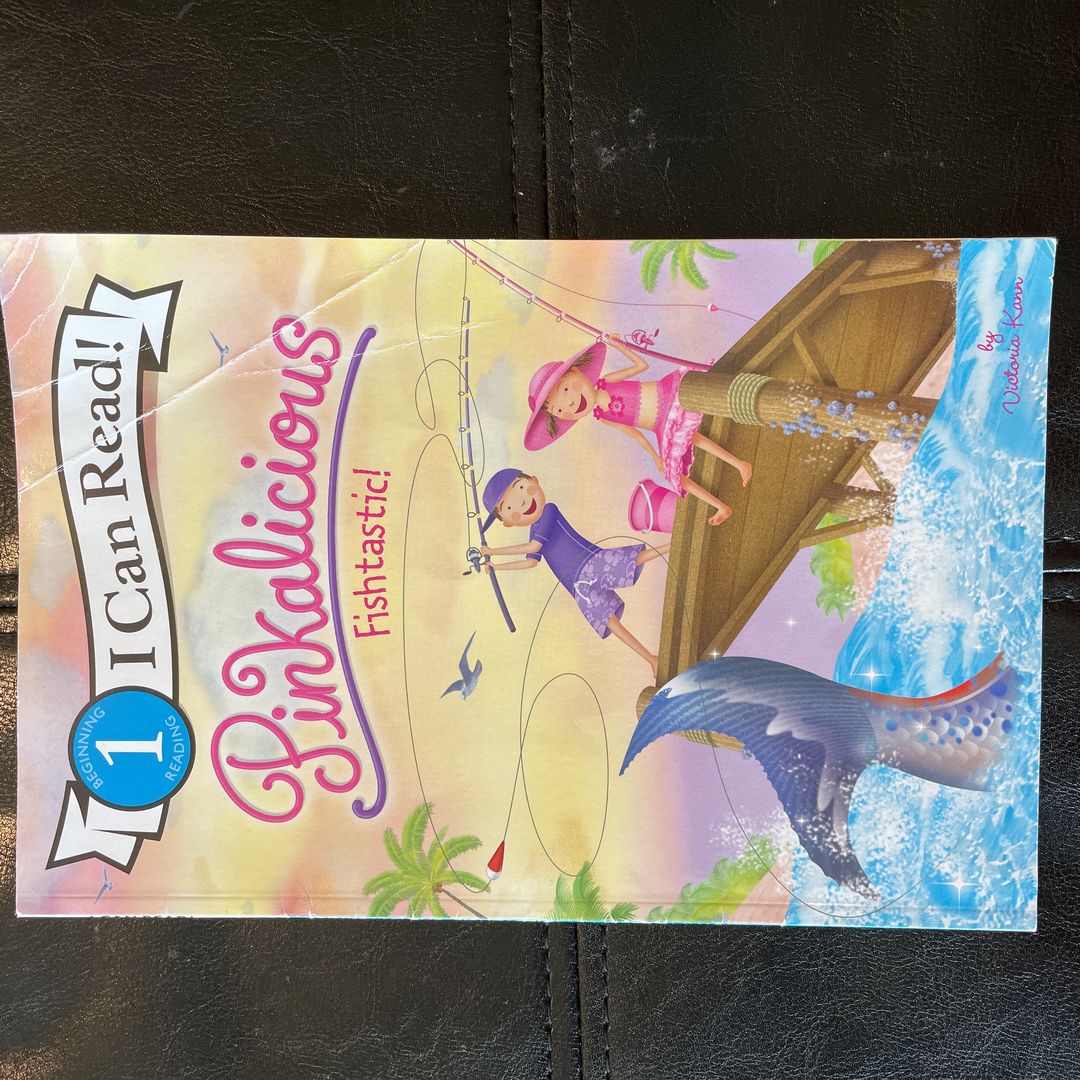 I Can Read!
BEGINNING
1
READING
Pinkalicious
Fishtastic!
by
Victoria Kann